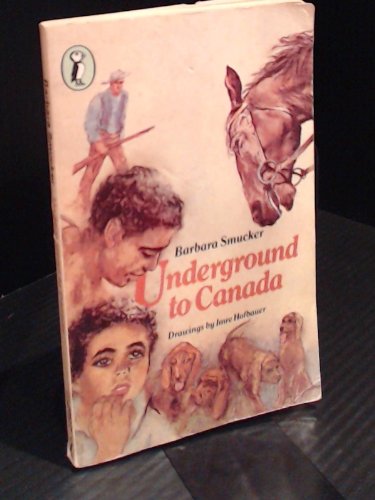 Barbara Smucker
Underground
to Canada
Drawings by Imre Hofbauer